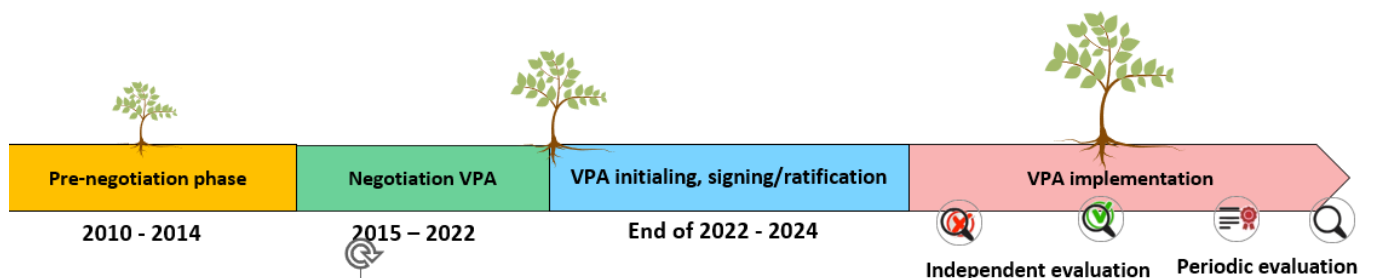 Pre-negotiation phase
Negotiation VPA
VPA initialing, signing/ratification
VPA implementation
2010 - 2014
2015 – 2022
End of 2022 - 2024
Independent evaluation
Periodic evaluation